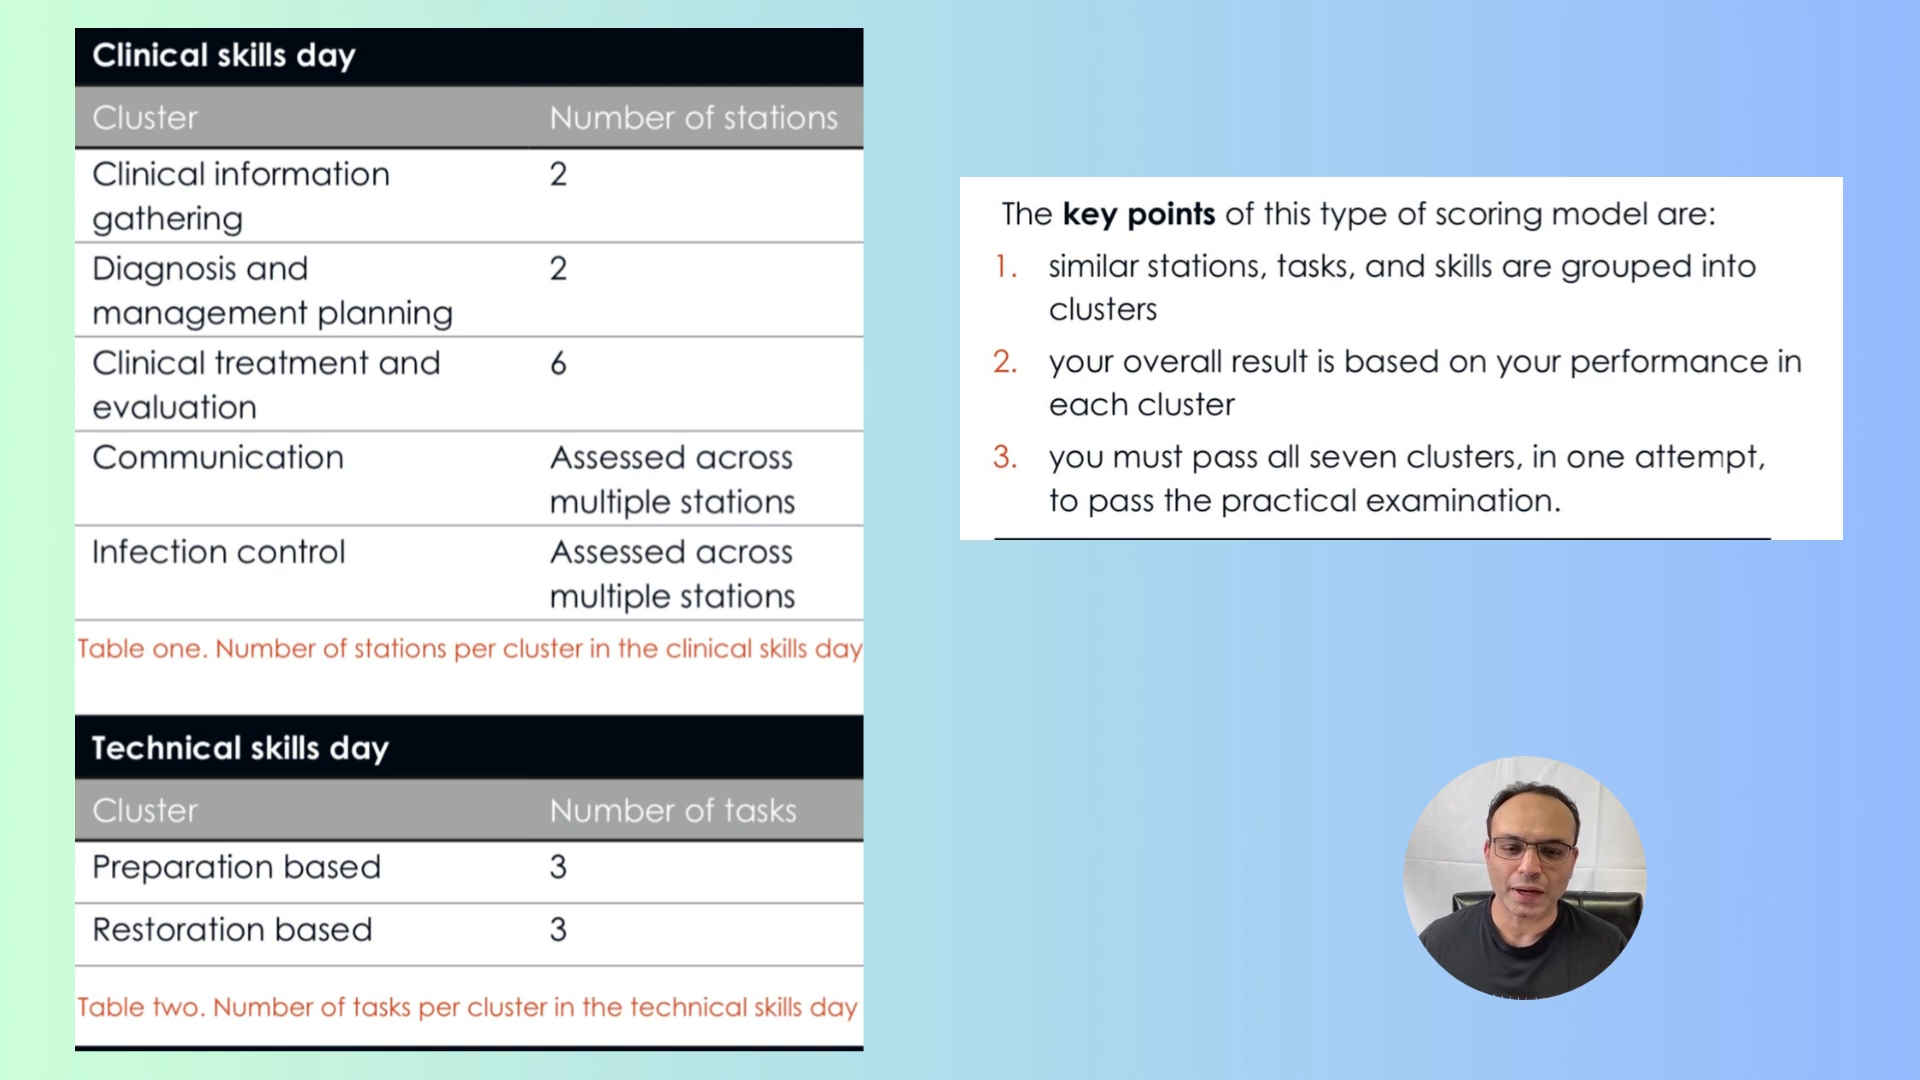 Clinical skills day
Cluster Number of stations
Clinical information 2
gathering
Diagnosis and 2
management planning
Clinical treatment and 6
evaluation
Communication Assessed across
multiple stations
Infection control Assessed across
multiple stations
Table one. Number of stations per cluster in the clinical skills day
Technical skills day
Cluster Number of tasks
Preparation based 3
Restoration based 3
Table two. Number of tasks per cluster in the technical skills day
The key points of this type of scoring model are:
1. similar stations, tasks, and skills are grouped into
clusters
2. your overall result is based on your performance in
each cluster
3. you must pass all seven clusters, in one attempt,
to pass the practical examination.